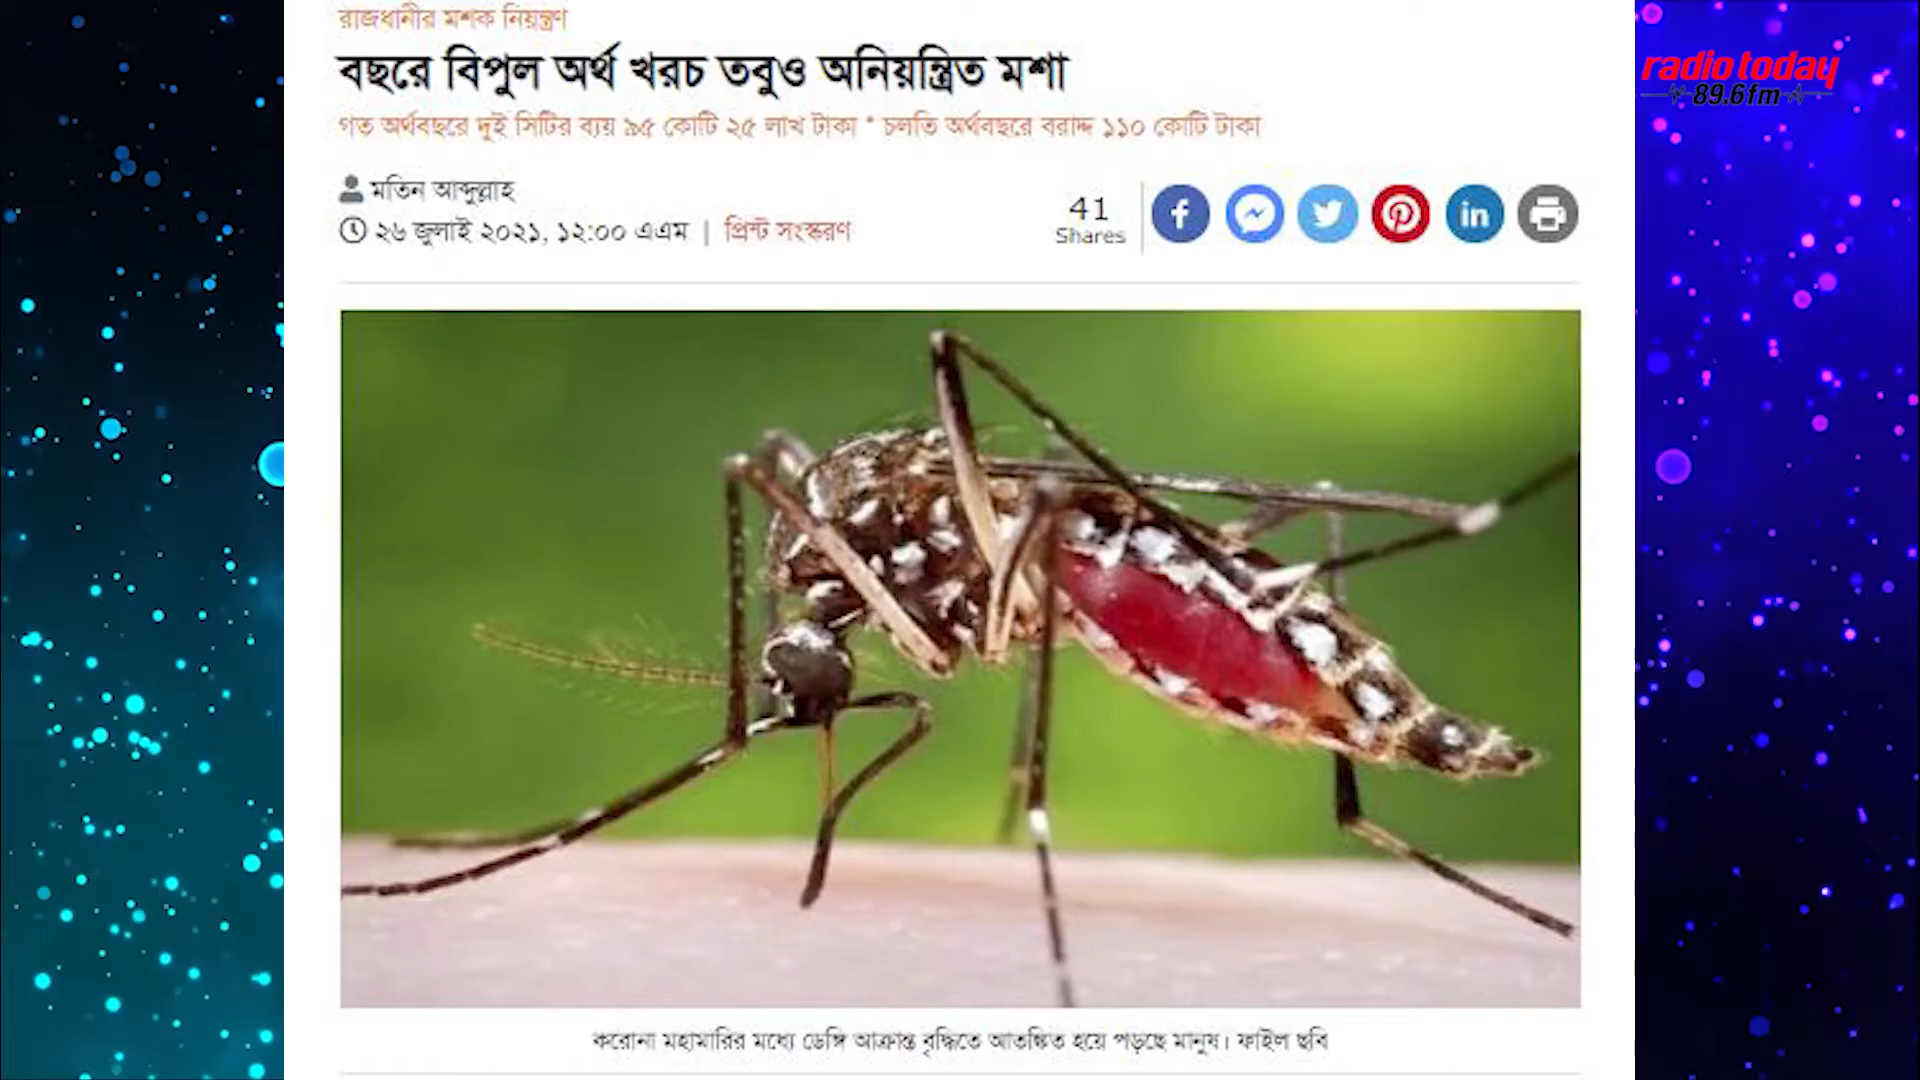 রাজধানীর মশক নিয়ন্ত্রণ
বছরে বিপুল অর্থ খরচ তবুও অনিয়ন্ত্রিত মশা
গত অর্থবছরে দুই সিটির ব্যয় ৯৫ কোটি ২৫ লাখ টাকা * চলতি অর্থবছরে বরাদ্দ ১১০ কোটি টাকা
মতিন আব্দুল্লাহ
২৬ জুলাই ২০২১, ১২:০০ এএম | প্রিন্ট সংস্করণ
41
Shares
radio today
89.6 fm
করোনা মহামারির মধ্যে ডেঙ্গি আক্রান্ত বৃদ্ধিতে আতঙ্কিত হয়ে পড়ছে মানুষ। ফাইল ছবি